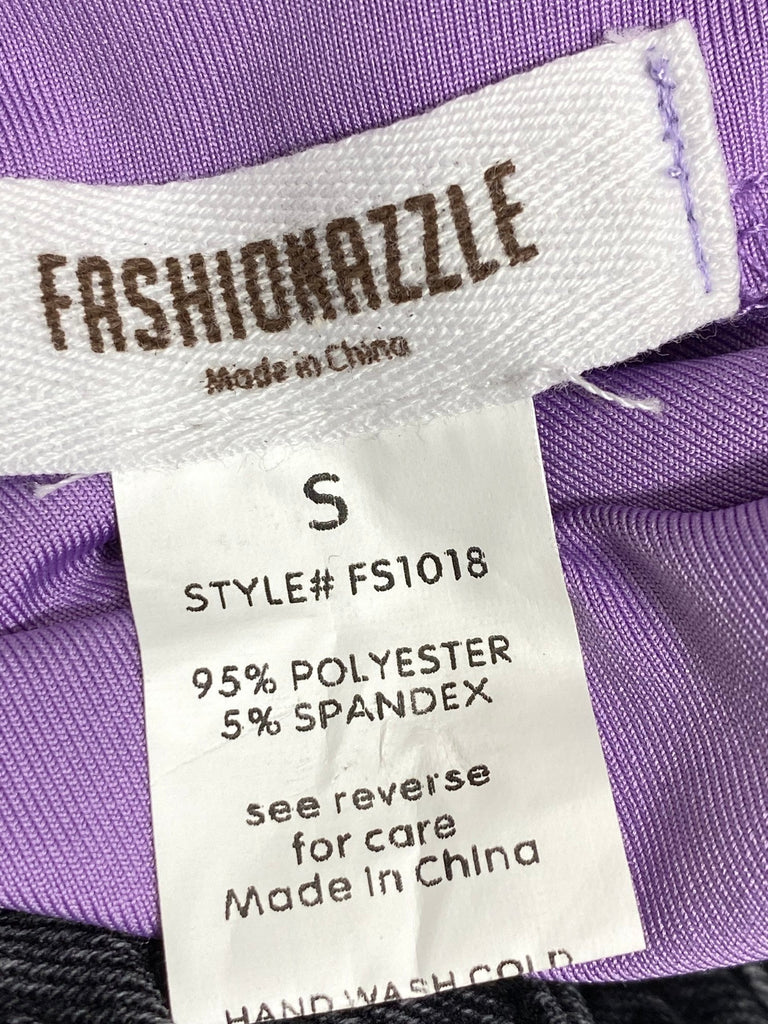 FASHIONAZZLE
Made in China
S
STYLE# FS1018
95% POLYESTER
5% SPANDEX
see reverse
for care
Made In China
HAND WASH COLD